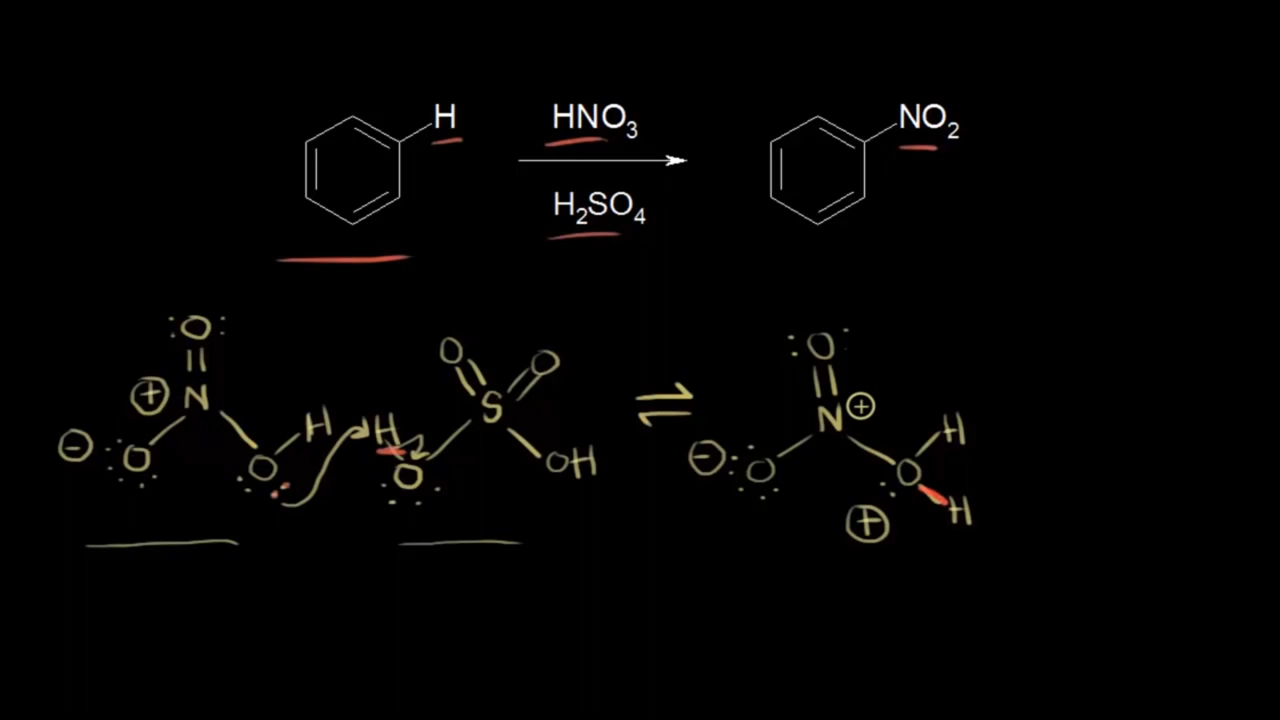 H HNO₃ NO₂
H₂SO₄
O O O O
⊕ N H H S N ⊕ H
⊖ O O O OH ⊖ O O
⊕ H